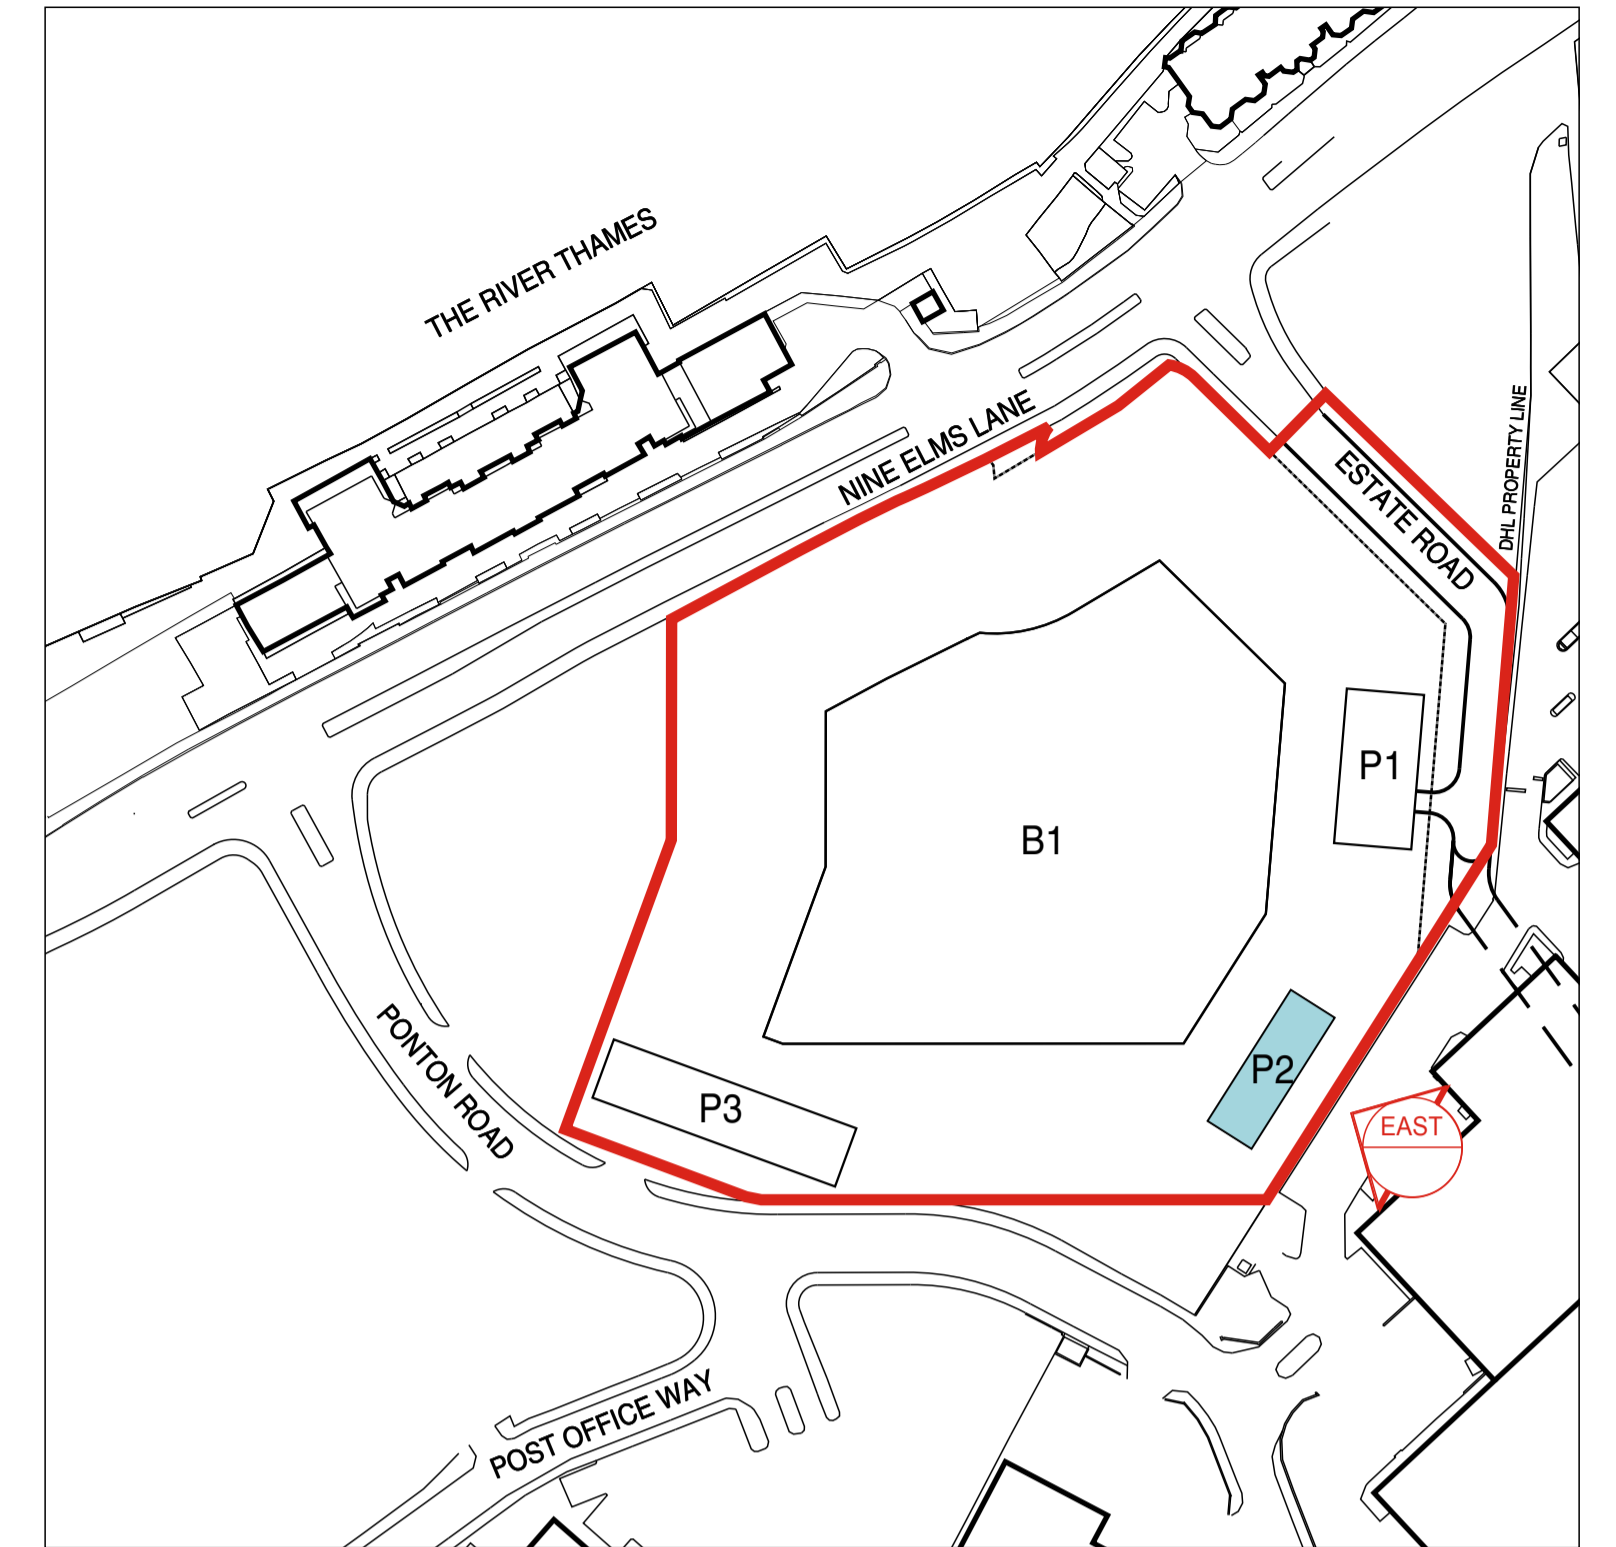 THE RIVER THAMES
NINE ELMS LANE
DHL PROPERTY LINE
ESTATE ROAD
P1
B1
PONTON ROAD
P2
P3
EAST
POST OFFICE WAY